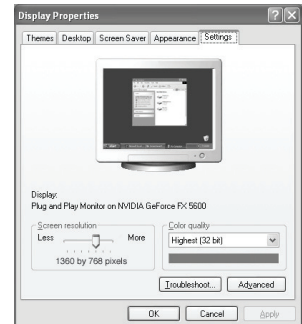 Display Properties
Themes Desktop Screen Saver Appearance Settings
Display:
Plug and Play Monitor on NVIDIA GeForce FX 5600
Screen resolution
Less More
1360 by 768 pixels
Color quality
Highest (32 bit)
Troubleshoot... Advanced
OK Cancel Apply